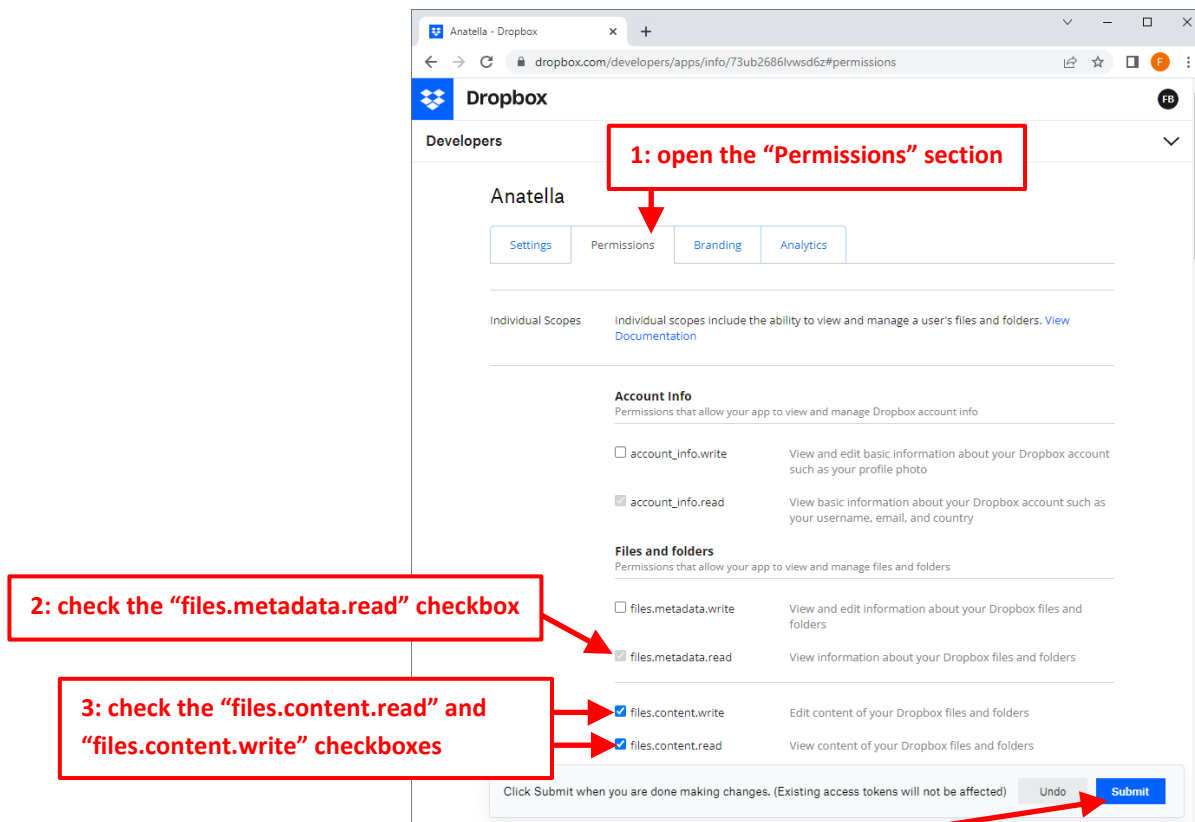 Anatella - Dropbox
dropbox.com/developers/apps/info/73ub2686lvwsd6z#permissions
F
Dropbox
FB
Developers
1: open the “Permissions” section
Anatella
Settings
Permissions
Branding
Analytics
Individual Scopes
Individual scopes include the ability to view and manage a user's files and folders. View
Documentation
Account Info
Permissions that allow your app to view and manage Dropbox account info
account_info.write
View and edit basic information about your Dropbox account
such as your profile photo
account_info.read
View basic information about your Dropbox account such as
your username, email, and country
Files and folders
Permissions that allow your app to view and manage files and folders
2: check the “files.metadata.read” checkbox
files.metadata.write
View and edit information about your Dropbox files and
folders
files.metadata.read
View information about your Dropbox files and folders
3: check the “files.content.read” and
“files.content.write” checkboxes
files.content.write
Edit content of your Dropbox files and folders
files.content.read
View content of your Dropbox files and folders
Click Submit when you are done making changes. (Existing access tokens will not be affected)
Undo
Submit